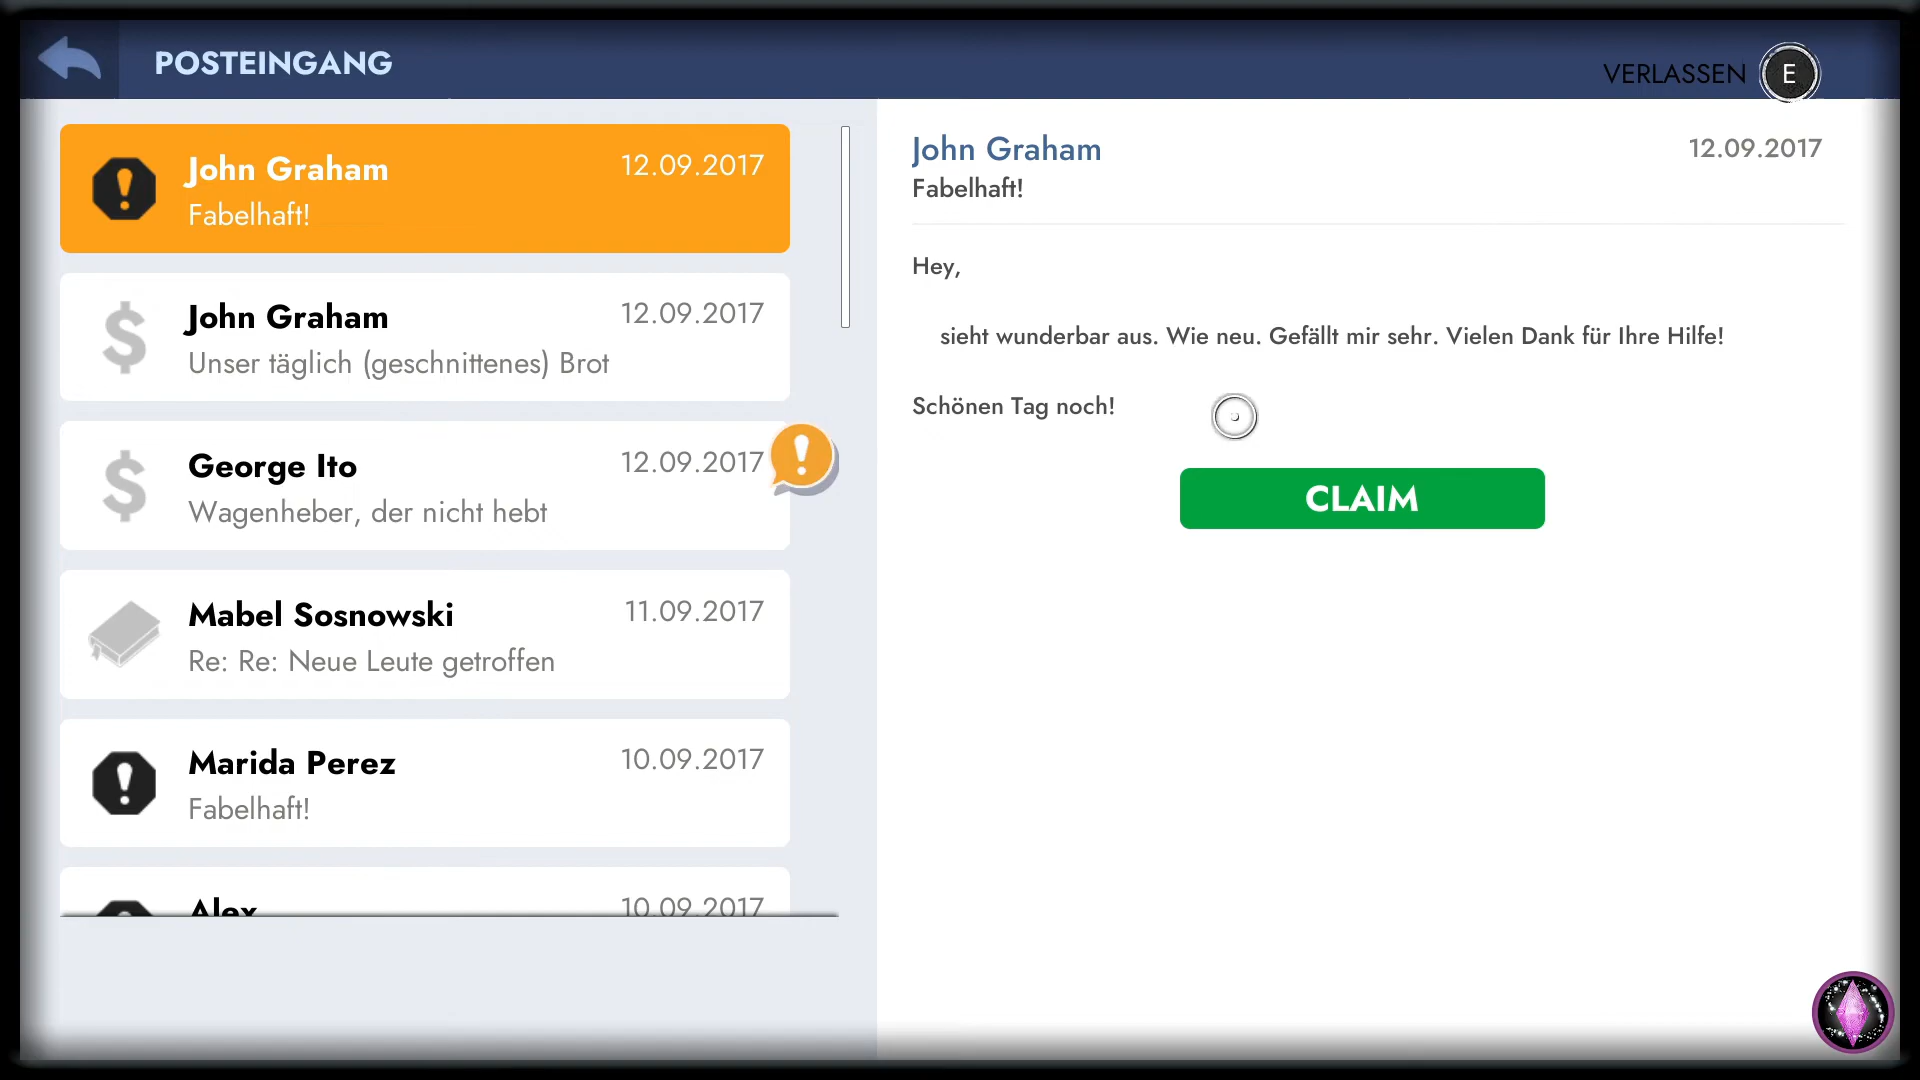 POSTEINGANG
VERLASSEN E
John Graham 12.09.2017
Fabelhaft!
John Graham 12.09.2017
Unser täglich (geschnittenes) Brot
George Ito 12.09.2017
Wagenheber, der nicht hebt
Mabel Sosnowski 11.09.2017
Re: Re: Neue Leute getroffen
Marida Perez 10.09.2017
Fabelhaft!
Alex 10.09.2017
John Graham 12.09.2017
Fabelhaft!
Hey,
sieht wunderbar aus. Wie neu. Gefällt mir sehr. Vielen Dank für Ihre Hilfe!
Schönen Tag noch!
CLAIM